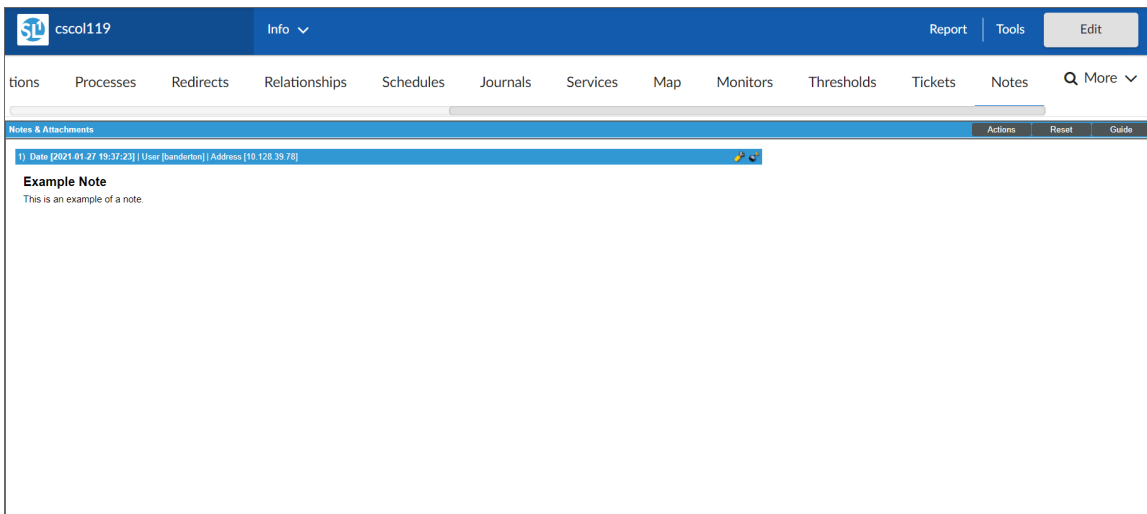 SL1 cscol119 Info Report Tools Edit
tions Processes Redirects Relationships Schedules Journals Services Map Monitors Thresholds Tickets Notes More
Notes & Attachments Actions Reset Guide
1) Date [2021-01-27 19:37:23] | User [banderton] | Address [10.128.39.78]
Example Note
This is an example of a note.